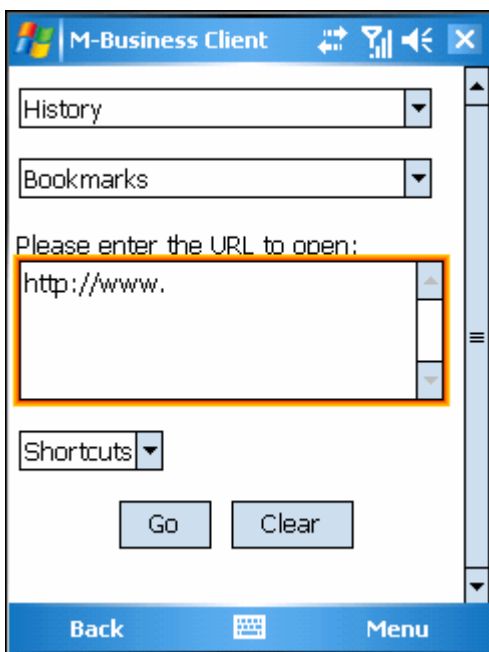 M-Business Client
History
Bookmarks
Please enter the URL to open:
http://www.
Shortcuts
Go Clear
Back Menu